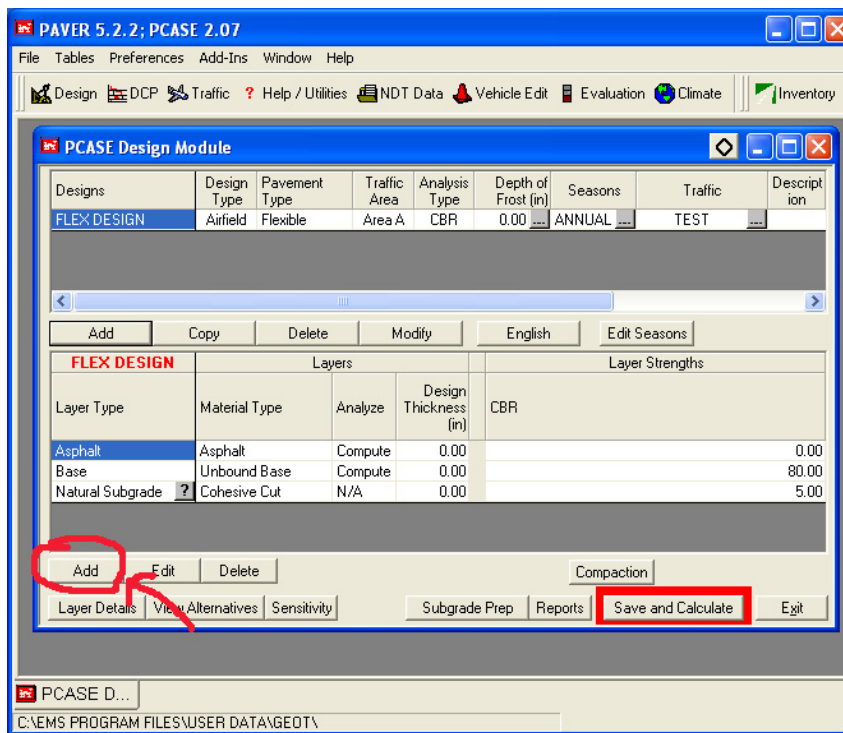 PAVER 5.2.2; PCASE 2.07
File Tables Preferences Add-Ins Window Help
Design DCP Traffic ? Help / Utilities NDT Data Vehicle Edit Evaluation Climate Inventory
PCASE Design Module
Designs Design Type Pavement Type Traffic Area Analysis Type Depth of Frost (in) Seasons Traffic Descript ion
FLEX DESIGN Airfield Flexible Area A CBR 0.00 ... ANNUAL ... TEST ...
Add Copy Delete Modify English Edit Seasons
FLEX DESIGN Layers Layer Strengths
Layer Type Material Type Analyze Design Thickness (in) CBR
Asphalt Asphalt Compute 0.00 0.00
Base Unbound Base Compute 0.00 80.00
Natural Subgrade ? Cohesive Cut N/A 0.00 5.00
Add Edit Delete Compaction
Layer Details View Alternatives Sensitivity Subgrade Prep Reports Save and Calculate Exit
PCASE D...
C:\EMS PROGRAM FILES\USER DATA\GEOT\